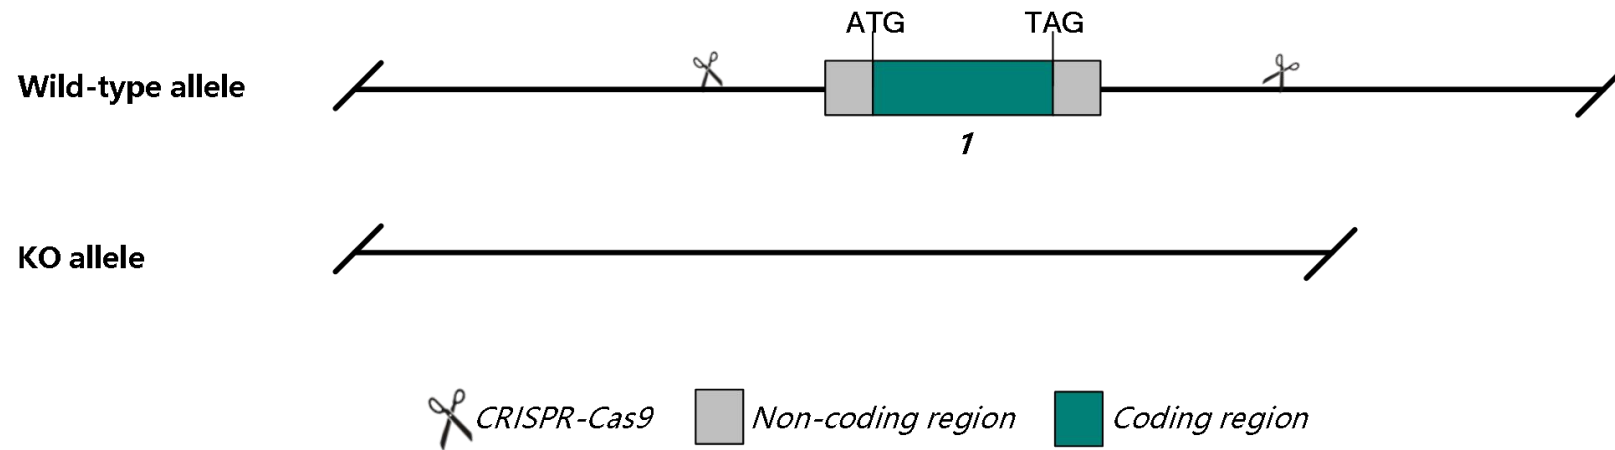 ATG TAG
Wild-type allele
1
KO allele
CRISPR-Cas9 Non-coding region Coding region